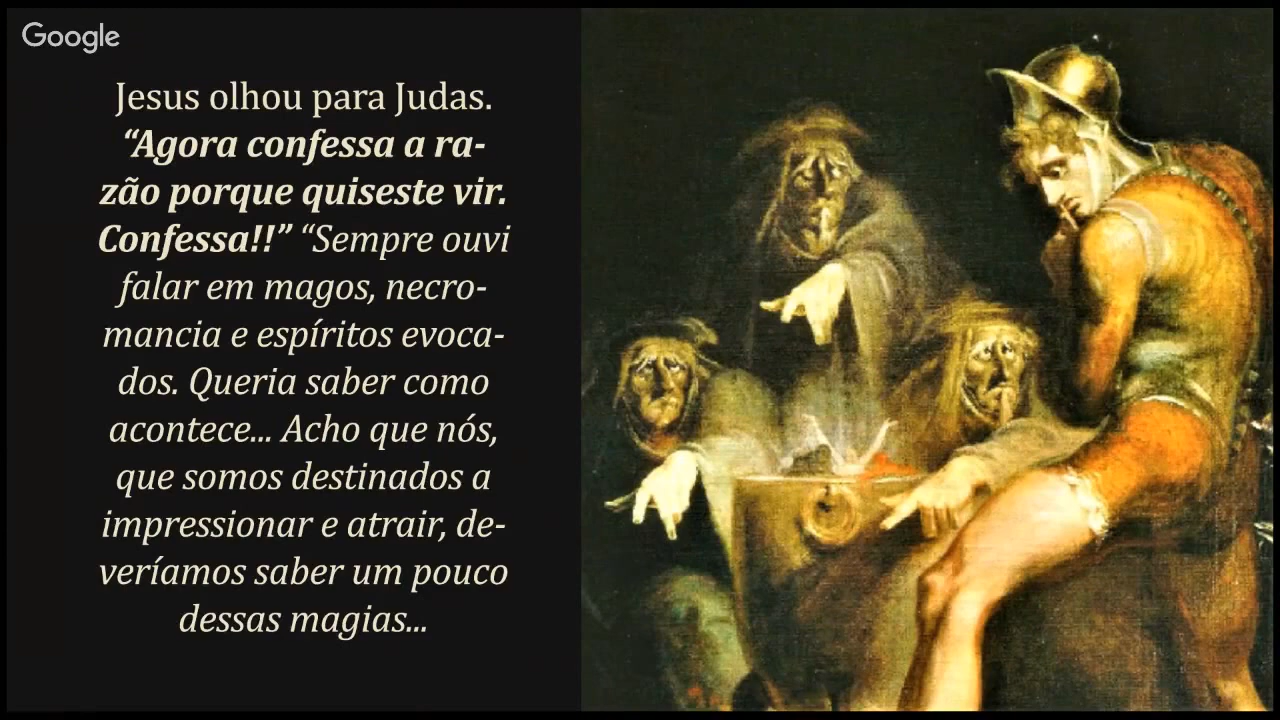 Google
Jesus olhou para Judas.
“Agora confessa a ra-
zão porque quiseste vir.
Confessa!!” “Sempre ouvi
falar em magos, necro-
mancia e espíritos evoca-
dos. Queria saber como
acontece... Acho que nós,
que somos destinados a
impressionar e atrair, de-
veríamos saber um pouco
dessas magias...